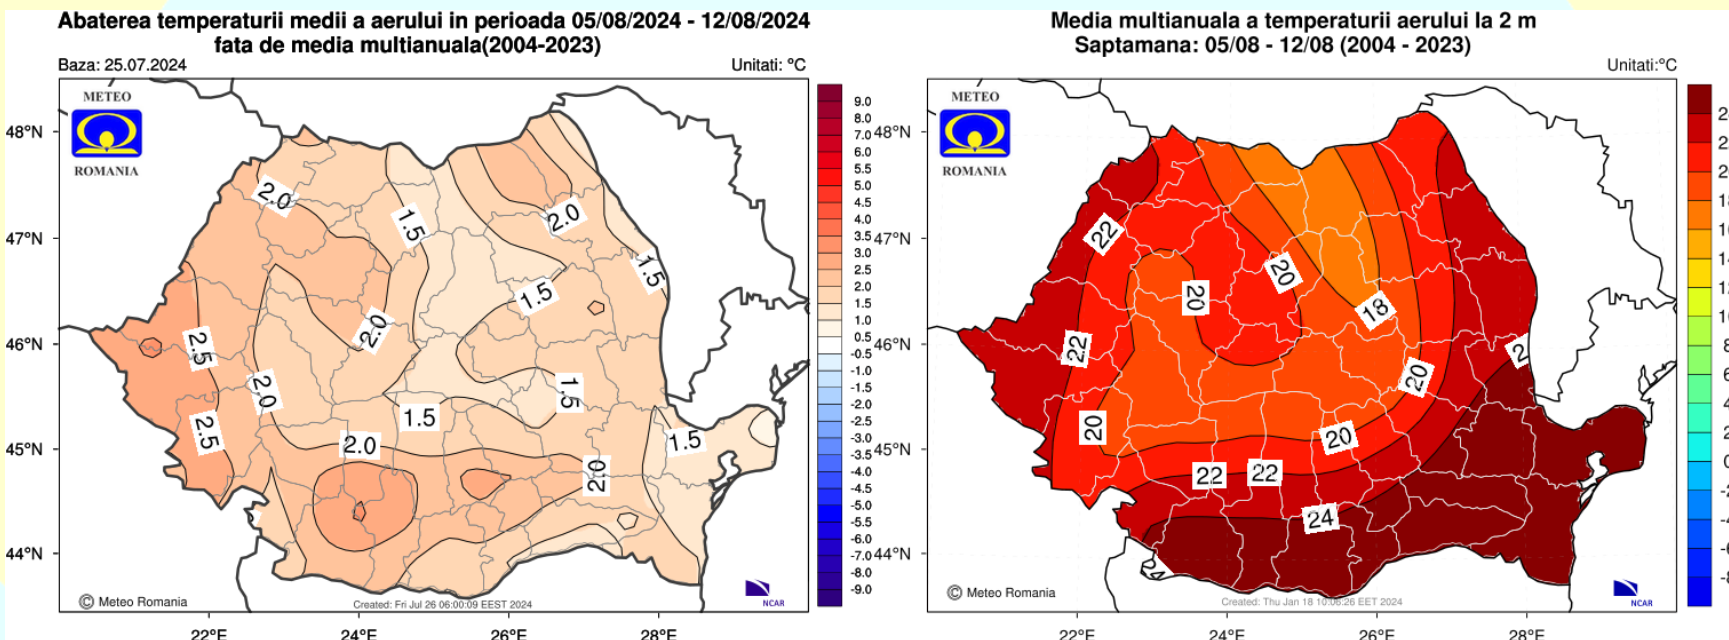 Abaterea temperaturii medii a aerului in perioada 05/08/2024 - 12/08/2024
fata de media multianuala(2004-2023)
Baza: 25.07.2024
Unitati: °C
METEO
ROMANIA
48°N
47°N
46°N
45°N
44°N
22°E
24°E
26°E
28°E
2.0
1.5
2.0
1.5
1.5
2.5
2.0
2.0
1.5
1.5
2.5
2.0
1.5
2.0
9.0
8.0
7.0
6.0
5.5
5.0
4.5
4.0
3.5
3.0
2.5
2.0
1.5
1.0
0.5
-0.5
-1.0
-1.5
-2.0
-2.5
-3.0
-3.5
-4.0
-4.5
-5.0
-5.5
-6.0
-7.0
-8.0
-9.0
© Meteo Romania
Created: Fri Jul 26 06:00:09 EEST 2024
NCAR
Media multianuala a temperaturii aerului la 2 m
Saptamana: 05/08 - 12/08 (2004 - 2023)
Unitati:°C
METEO
ROMANIA
48°N
47°N
46°N
45°N
44°N
22°E
24°E
26°E
28°E
22
20
20
18
22
20
20
20
22
22
24
24
© Meteo Romania
Created: Thu Jan 18 10:06:26 EET 2024
NCAR